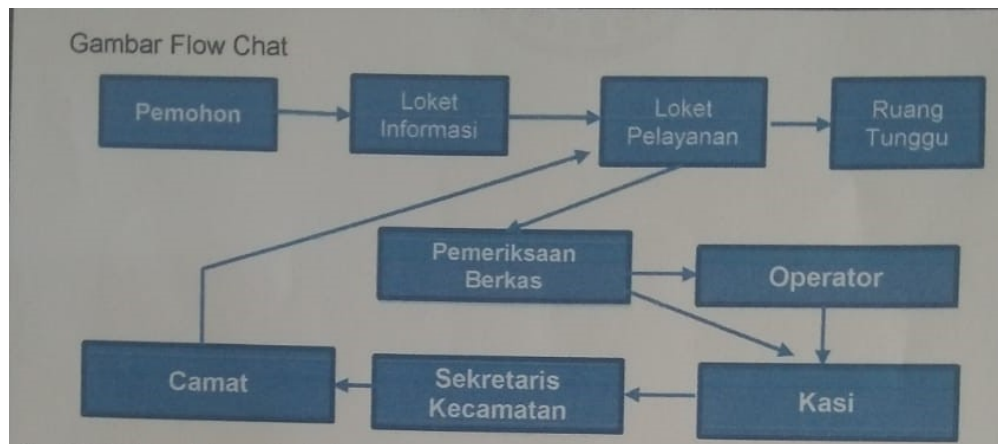 Gambar Flow Chat
Pemohon
Loket
Informasi
Loket
Pelayanan
Ruang
Tunggu
Pemeriksaan
Berkas
Operator
Camat
Sekretaris
Kecamatan
Kasi